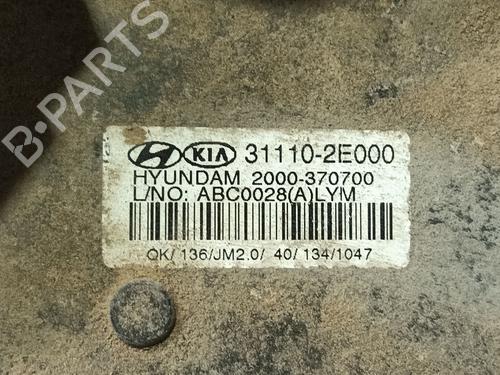 B-PARTS
KIA 31110-2E000
HYUNDAM 2000-370700
L/NO: ABC0028(A)LYM
QK/ 136/JM2.0/ 40/ 134/1047